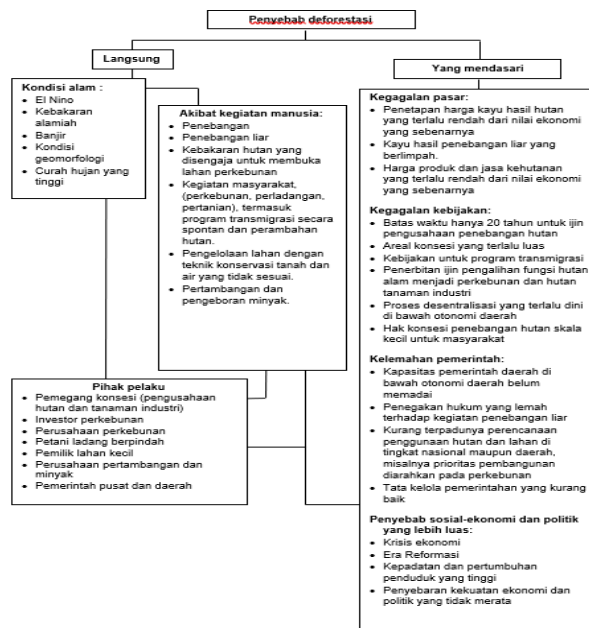 Penyebab deforestasi
Langsung
Yang mendasari
Kondisi alam :
• El Nino
• Kebakaran
alamiah
• Banjir
• Kondisi
geomorfologi
• Curah hujan yang
tinggi
Akibat kegiatan manusia:
• Penebangan
• Penebangan liar
• Kebakaran hutan yang
disengaja untuk membuka
lahan perkebunan
• Kegiatan masyarakat,
(perkebunan, perladangan,
pertanian), termasuk
program transmigrasi secara
spontan dan perambahan
hutan.
• Pengelolaan lahan dengan
teknik konservasi tanah dan
air yang tidak sesuai.
• Pertambangan dan
pengeboran minyak.
Pihak pelaku
• Pemegang konsesi (pengusahaan
hutan dan tanaman industri)
• Investor perkebunan
• Perusahaan perkebunan
• Petani ladang berpindah
• Pemilik lahan kecil
• Perusahaan pertambangan dan
minyak
• Pemerintah pusat dan daerah
Kegagalan pasar:
• Penetapan harga kayu hasil hutan
yang terlalu rendah dari nilai ekonomi
yang sebenarnya
• Kayu hasil penebangan liar yang
berlimpah.
• Harga produk dan jasa kehutanan
yang terlalu rendah dari nilai ekonomi
yang sebenarnya
Kegagalan kebijakan:
• Batas waktu hanya 20 tahun untuk ijin
pengusahaan penebangan hutan
• Areal konsesi yang terlalu luas
• Kebijakan untuk program transmigrasi
• Penerbitan ijin pengalihan fungsi hutan
alam menjadi perkebunan dan hutan
tanaman industri
• Proses desentralisasi yang terlalu dini
di bawah otonomi daerah
• Hak konsesi penebangan hutan skala
kecil untuk masyarakat
Kelemahan pemerintah:
• Kapasitas pemerintah daerah di
bawah otonomi daerah belum
memadai
• Penegakan hukum yang lemah
terhadap kegiatan penebangan liar
• Kurang terpadunya perencanaan
penggunaan hutan dan lahan di
tingkat nasional maupun daerah,
misalnya prioritas pembangunan
diarahkan pada perkebunan
• Tata kelola pemerintahan yang kurang
baik
Penyebab sosial-ekonomi dan politik
yang lebih luas:
• Krisis ekonomi
• Era Reformasi
• Kepadatan dan pertumbuhan
penduduk yang tinggi
• Penyebaran kekuatan ekonomi dan
politik yang tidak merata